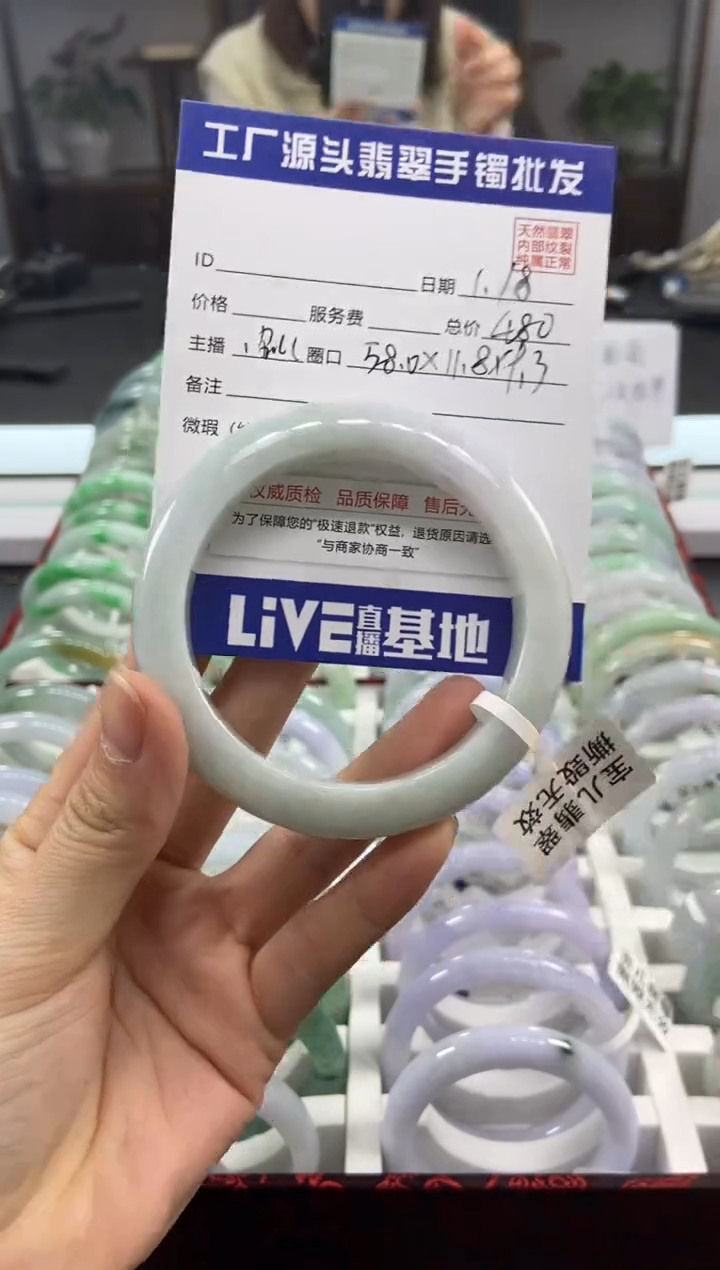 工厂源头翡翠手镯批发
天然翡翠
内部纹裂
纯属正常
ID
日期 1.18
价格 服务费 总价 480
主播 圈口 58.0×11.8×9.3
备注
微瑕
权威质检 品质保障 售后无
为了保障您的“极速退款”权益，退货原因请选
“与商家协商一致”
LiVE直播基地
宝儿翡翠
撕毁无效